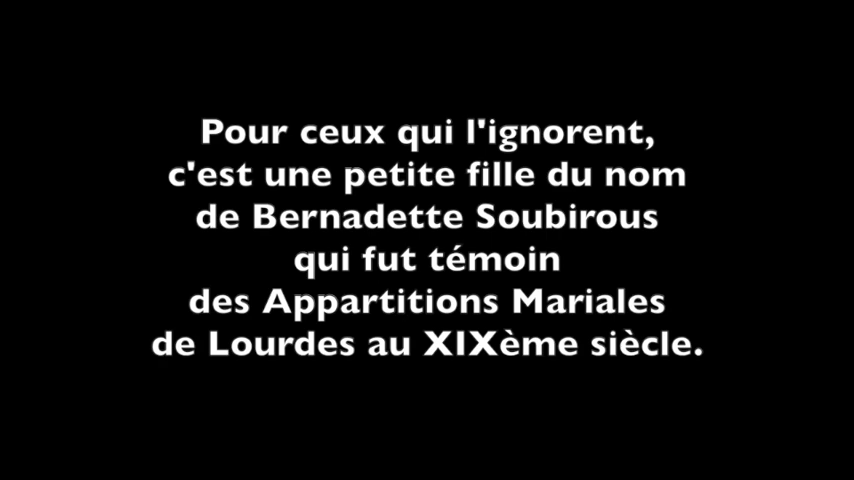 Pour ceux qui l'ignorent,
c'est une petite fille du nom
de Bernadette Soubirous
qui fut témoin
des Appartitions Mariales
de Lourdes au XIXème siècle.